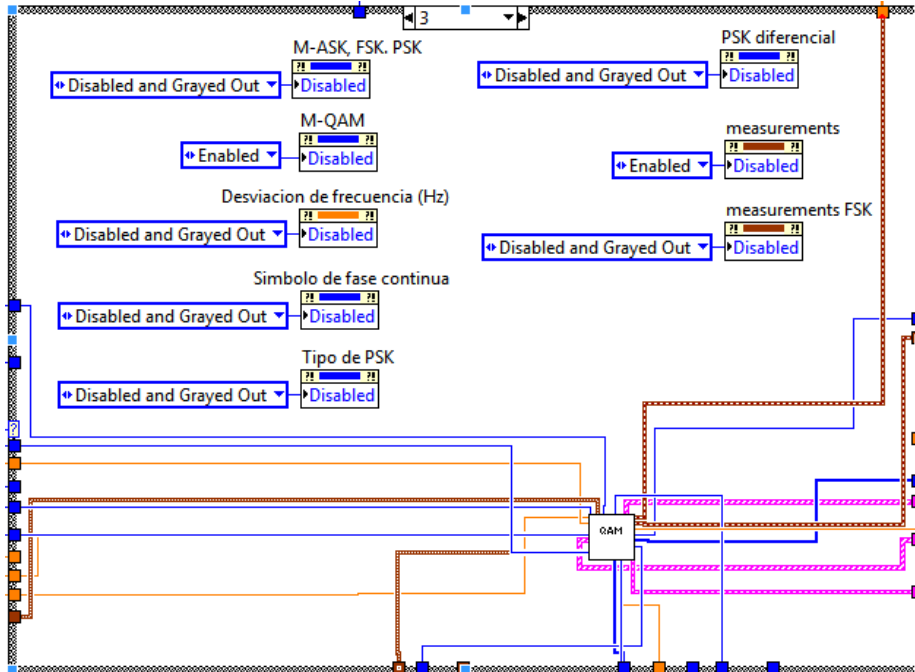 3
M-ASK, FSK. PSK
Disabled and Grayed Out
Disabled
PSK diferencial
Disabled and Grayed Out
Disabled
M-QAM
Enabled
Disabled
measurements
Enabled
Disabled
Desviacion de frecuencia (Hz)
Disabled and Grayed Out
Disabled
measurements FSK
Disabled and Grayed Out
Disabled
Simbolo de fase continua
Disabled and Grayed Out
Disabled
Tipo de PSK
Disabled and Grayed Out
Disabled
?
QAM